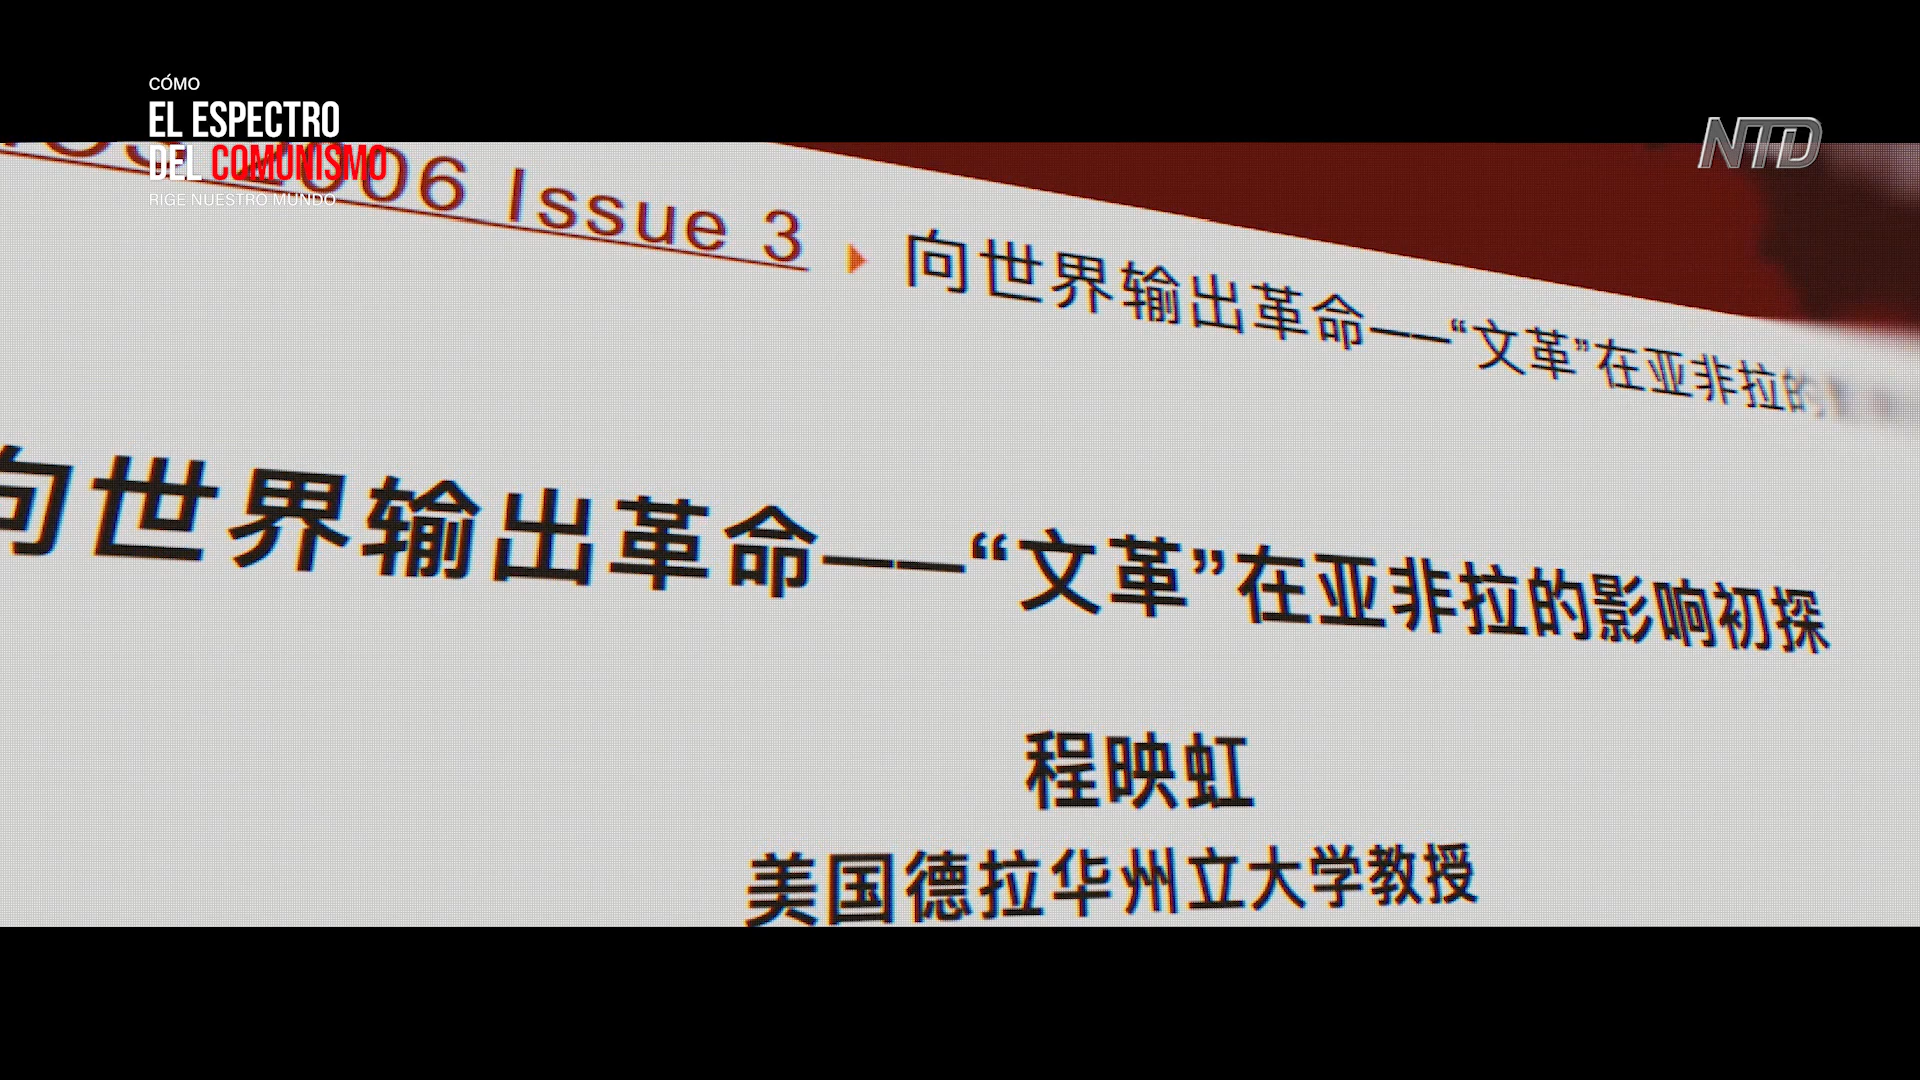 CÓMO
EL ESPECTRO
DEL COMUNISMO
RIGE NUESTRO MUNDO
NTD
2006 Issue 3 向世界输出革命——“文革”在亚非拉的
向世界输出革命——“文革”在亚非拉的影响初探
程映虹
美国德拉华州立大学教授